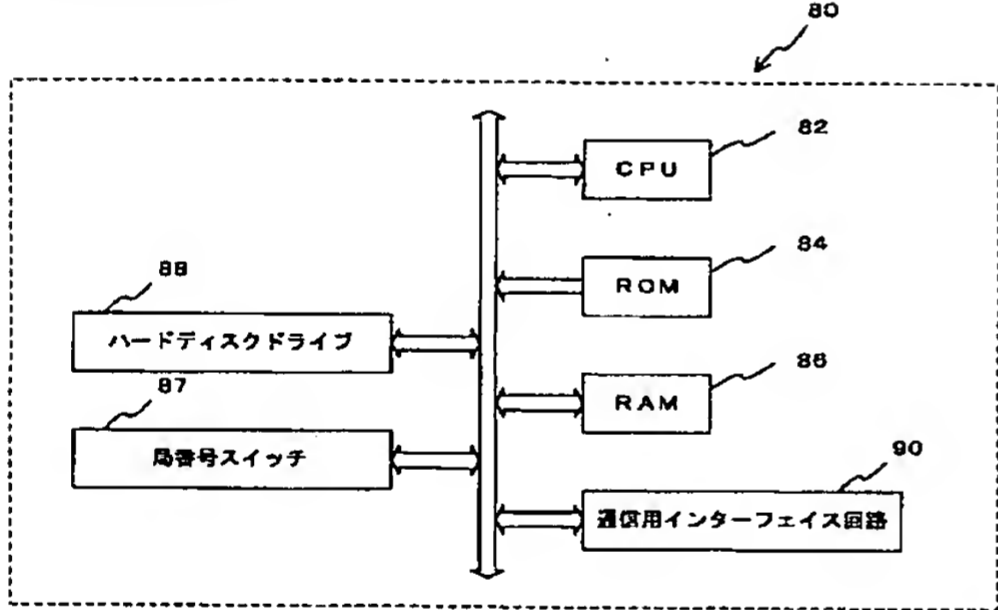 80
82
CPU
84
ROM
88
ハードディスクドライブ
86
RAM
87
局番号スイッチ
90
通信用インターフェイス回路